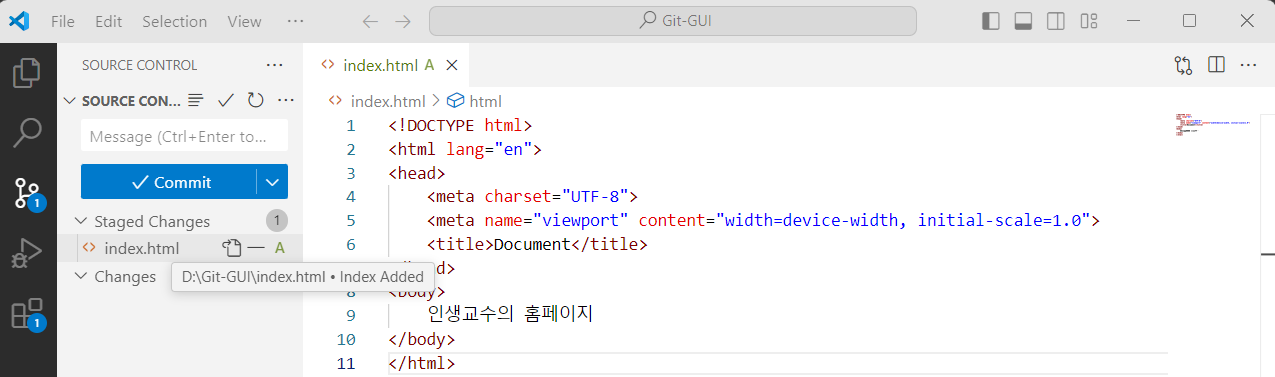 File Edit Selection View ··· Git-GUI
SOURCE CONTROL ···
index.html A
SOURCE CON... ···
index.html > html
Message (Ctrl+Enter to...
Commit
Staged Changes 1
index.html A
D:\Git-GUI\index.html • Index Added
Changes
1
1
1 <!DOCTYPE html>
2 <html lang="en">
3 <head>
4 <meta charset="UTF-8">
5 <meta name="viewport" content="width=device-width, initial-scale=1.0">
6 <title>Document</title>
8 <body>
9 인생교수의 홈페이지
10 </body>
11 </html>